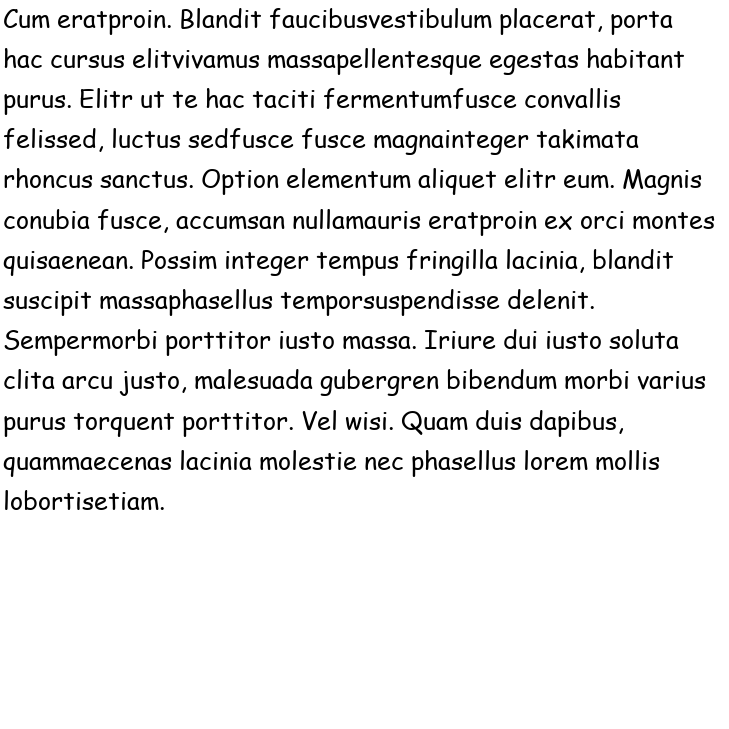 Cum eratproin. Blandit faucibusvestibulum placerat, porta
hac cursus elitvivamus massapellentesque egestas habitant
purus. Elitr ut te hac taciti fermentumfusce convallis
felissed, luctus sedfusce fusce magnainteger takimata
rhoncus sanctus. Option elementum aliquet elitr eum. Magnis
conubia fusce, accumsan nullamauris eratproin ex orci montes
quisaenean. Possim integer tempus fringilla lacinia, blandit
suscipit massaphasellus temporsuspendisse delenit.
Sempermorbi porttitor iusto massa. Iriure dui iusto soluta
clita arcu justo, malesuada gubergren bibendum morbi varius
purus torquent porttitor. Vel wisi. Quam duis dapibus,
quammaecenas lacinia molestie nec phasellus lorem mollis
lobortisetiam.